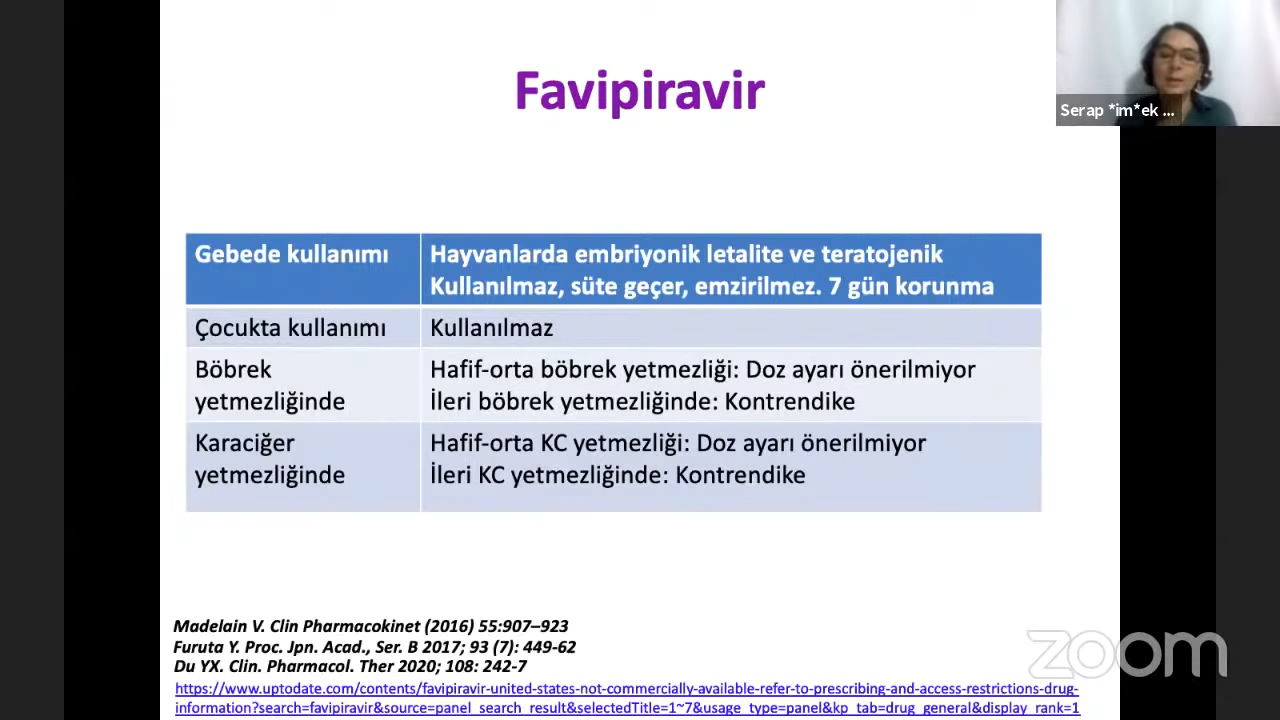 Favipiravir
Serap *im*ek ...
Gebede kullanımı
Hayvanlarda embriyonik letalite ve teratojenik
Kullanılmaz, süte geçer, emzirilmez. 7 gün korunma
Çocukta kullanımı
Kullanılmaz
Böbrek
yetmezliğinde
Hafif-orta böbrek yetmezliği: Doz ayarı önerilmiyor
İleri böbrek yetmezliğinde: Kontrendike
Karaciğer
yetmezliğinde
Hafif-orta KC yetmezliği: Doz ayarı önerilmiyor
İleri KC yetmezliğinde: Kontrendike
Madelain V. Clin Pharmacokinet (2016) 55:907–923
Furuta Y. Proc. Jpn. Acad., Ser. B 2017; 93 (7): 449-62
Du YX. Clin. Pharmacol. Ther 2020; 108: 242-7
https://www.uptodate.com/contents/favipiravir-united-states-not-commercially-available-refer-to-prescribing-and-access-restrictions-drug-
information?search=favipiravir&source=panel_search_result&selectedTitle=1~7&usage_type=panel&kp_tab=drug_general&display_rank=1
zoom